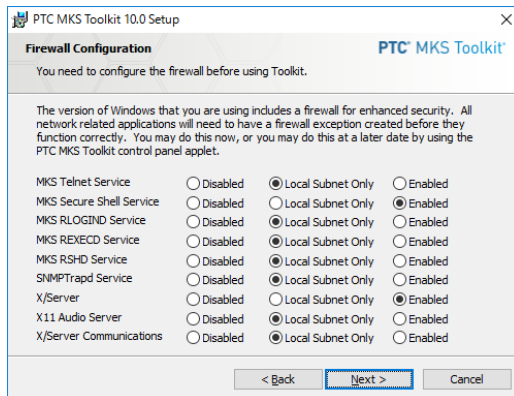 PTC MKS Toolkit 10.0 Setup
Firewall Configuration
PTC® MKS Toolkit®
You need to configure the firewall before using Toolkit.
The version of Windows that you are using includes a firewall for enhanced security. All
network related applications will need to have a firewall exception created before they
function correctly. You may do this now, or you may do this at a later date by using the
PTC MKS Toolkit control panel applet.
MKS Telnet Service Disabled Local Subnet Only Enabled
MKS Secure Shell Service Disabled Local Subnet Only Enabled
MKS RLOGIND Service Disabled Local Subnet Only Enabled
MKS REXECD Service Disabled Local Subnet Only Enabled
MKS RSHD Service Disabled Local Subnet Only Enabled
SNMPTrapd Service Disabled Local Subnet Only Enabled
X/Server Disabled Local Subnet Only Enabled
X11 Audio Server Disabled Local Subnet Only Enabled
X/Server Communications Disabled Local Subnet Only Enabled
< Back Next > Cancel